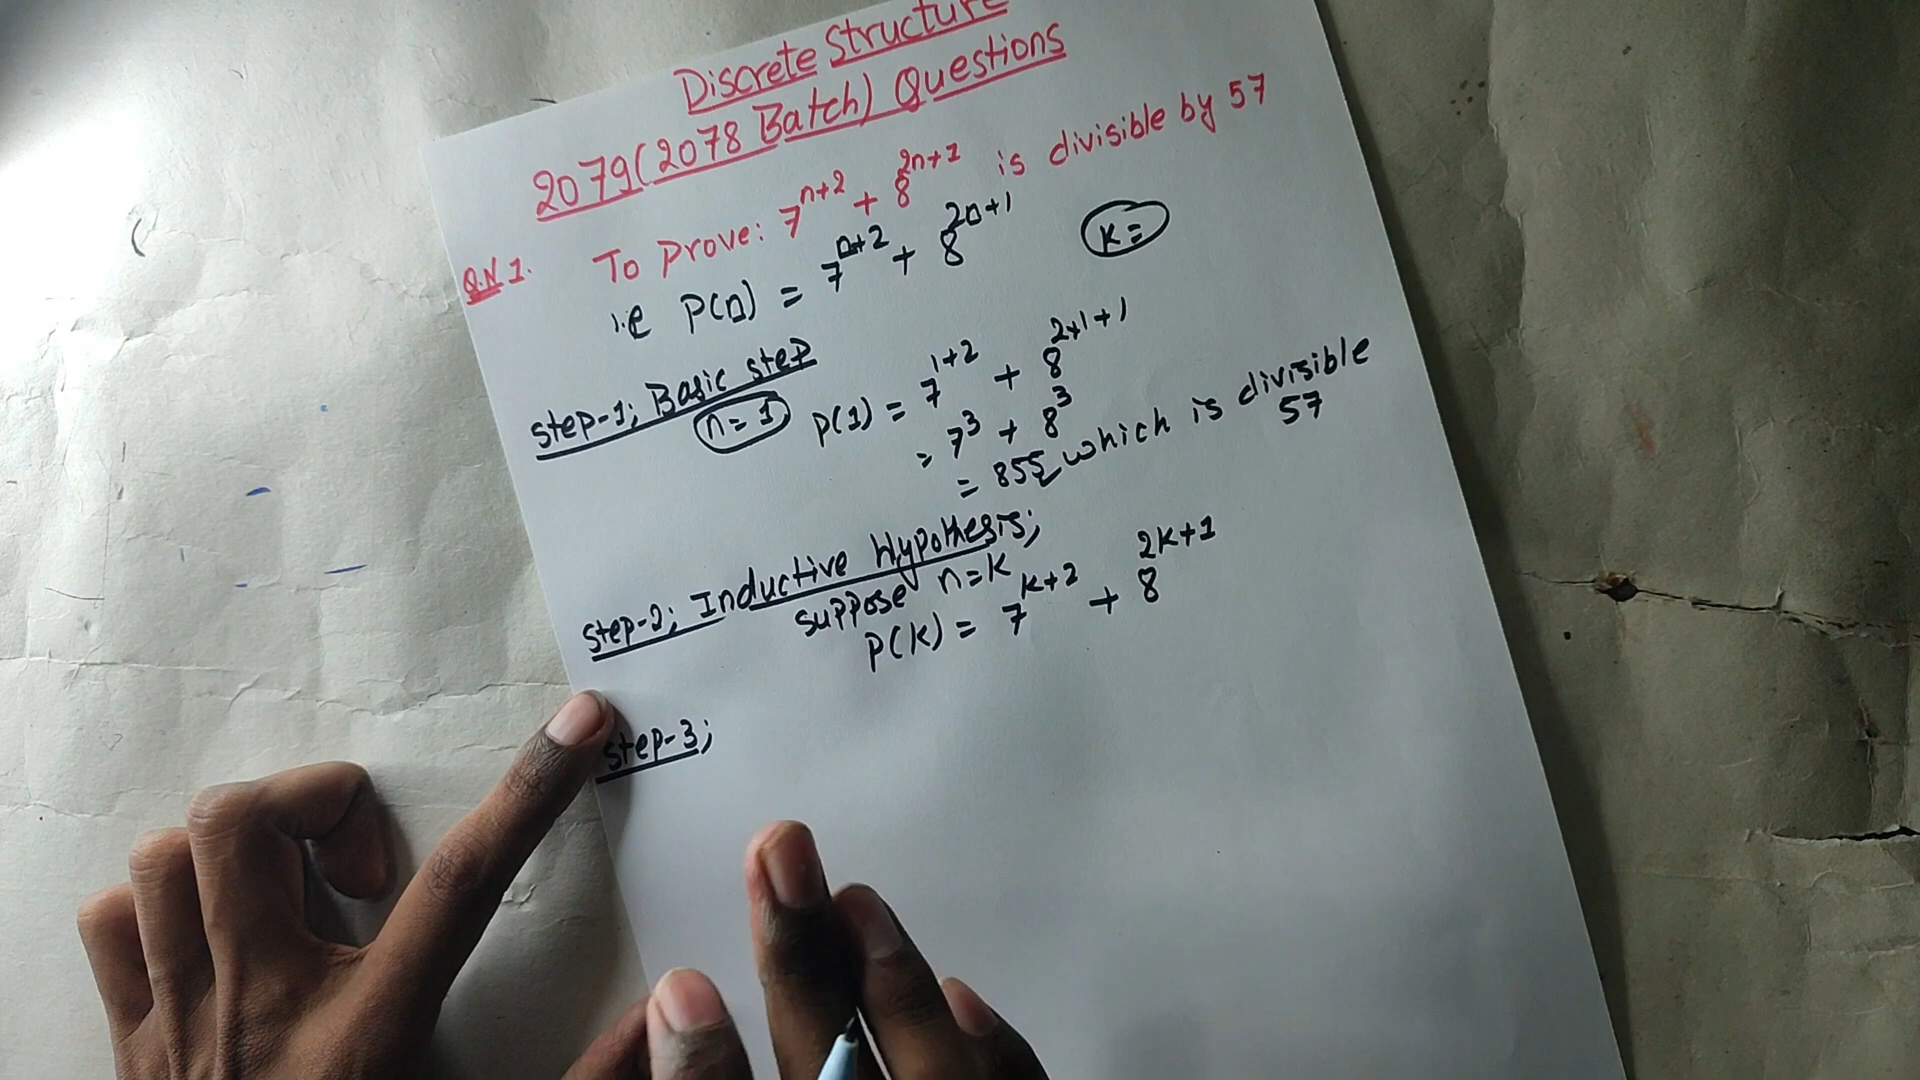 Discrete Structure
2079(2078 Batch) Questions
Q.N 1. To prove: 7^{n+2} + 8^{2n+1} is divisible by 57
i.e P(n) = 7^{n+2} + 8^{2n+1} K=
step-1; Basic step
n=1 P(1) = 7^{1+2} + 8^{2×1+1}
= 7^3 + 8^3
= 855 which is divisible
57
step-2; Inductive Hypothesis;
suppose n=k
P(k) = 7^{k+2} + 8^{2k+1}
step-3;